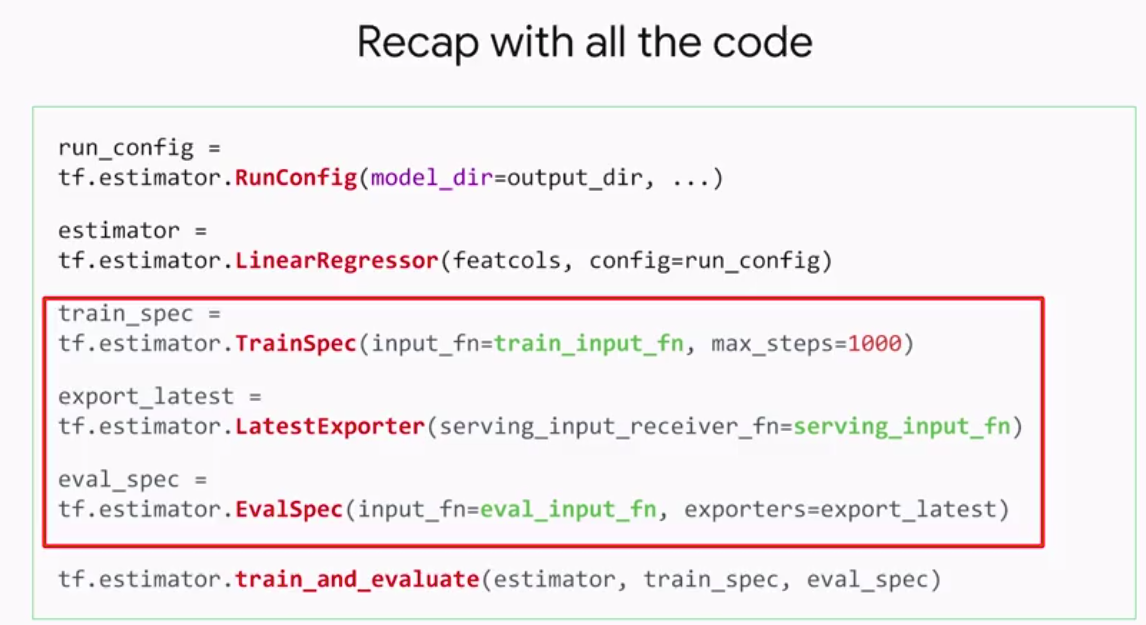 Recap with all the code
run_config =
tf.estimator.RunConfig(model_dir=output_dir, ...)
estimator =
tf.estimator.LinearRegressor(featcols, config=run_config)
train_spec =
tf.estimator.TrainSpec(input_fn=train_input_fn, max_steps=1000)
export_latest =
tf.estimator.LatestExporter(serving_input_receiver_fn=serving_input_fn)
eval_spec =
tf.estimator.EvalSpec(input_fn=eval_input_fn, exporters=export_latest)
tf.estimator.train_and_evaluate(estimator, train_spec, eval_spec)